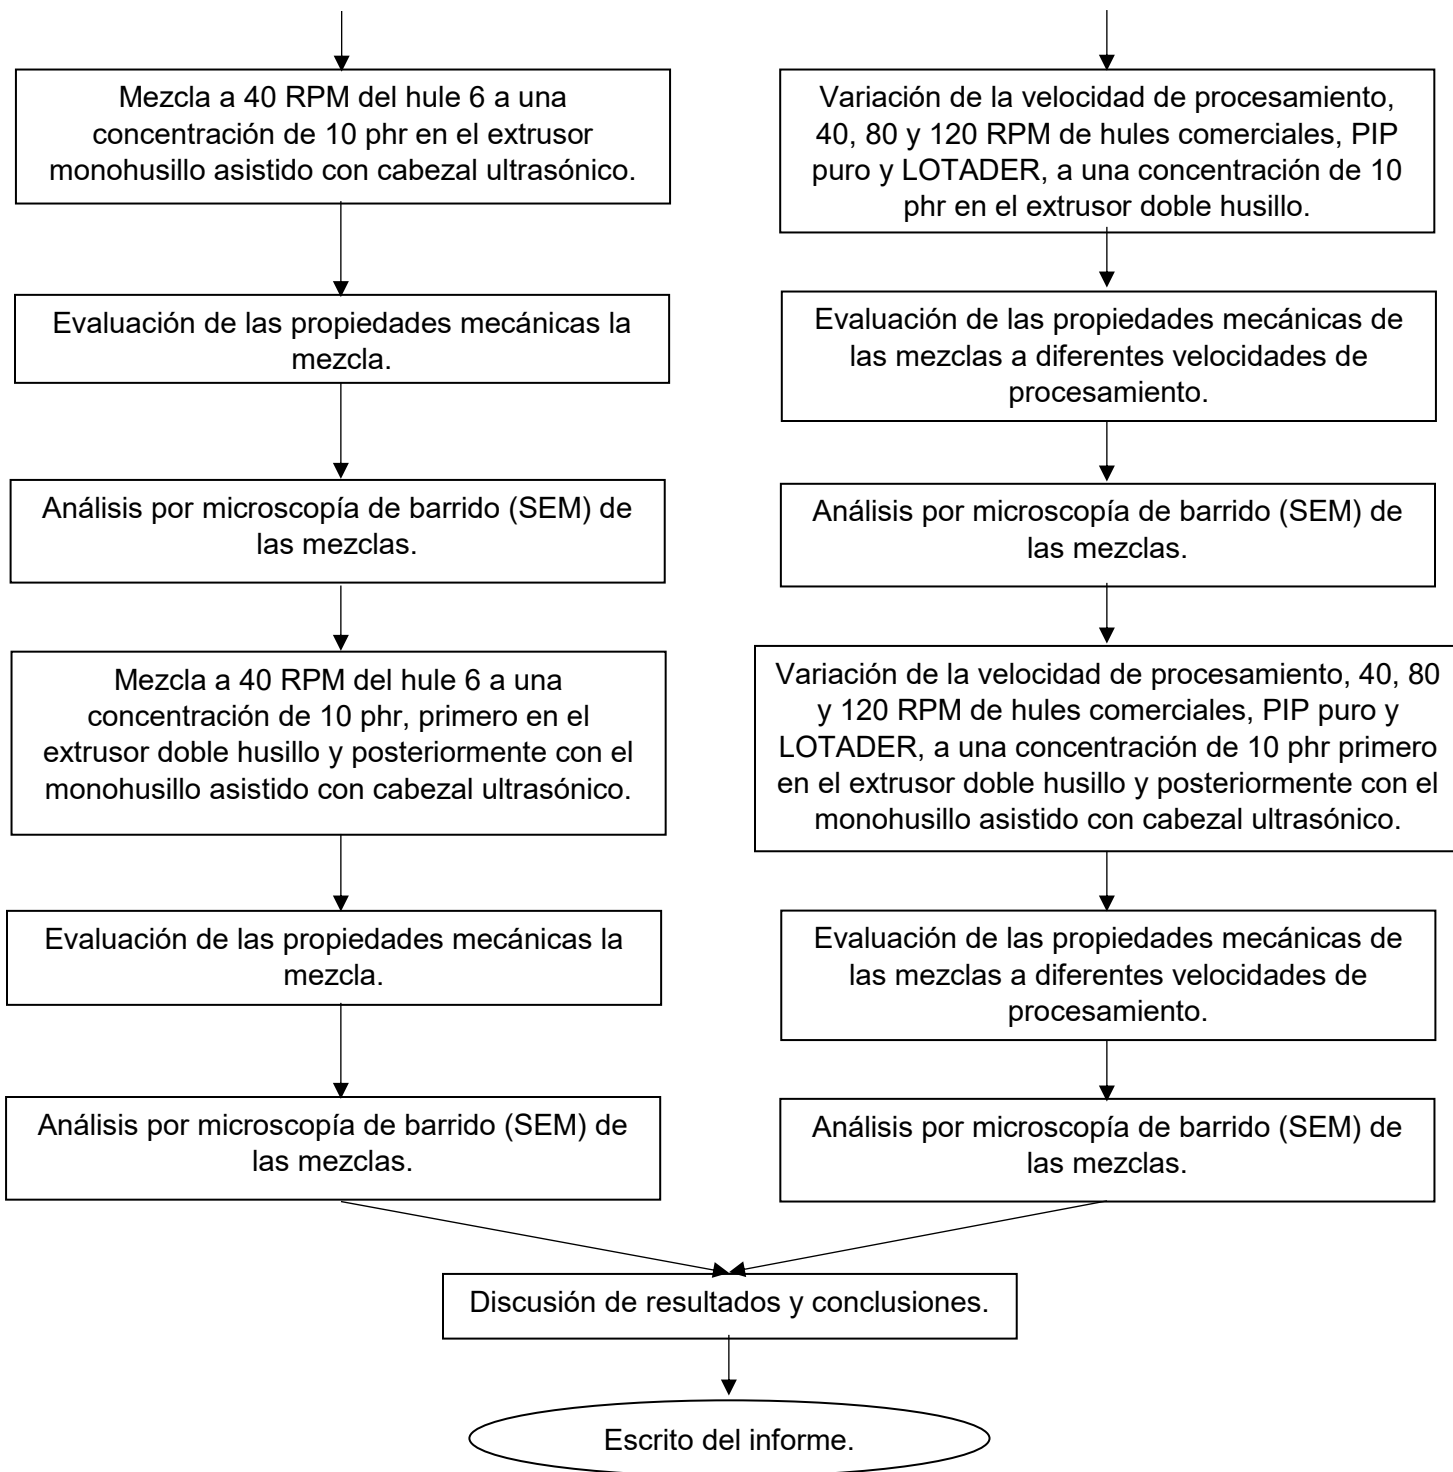 Mezcla a 40 RPM del hule 6 a una
concentración de 10 phr en el extrusor
monohusillo asistido con cabezal ultrasónico.
Evaluación de las propiedades mecánicas la
mezcla.
Análisis por microscopía de barrido (SEM) de
las mezclas.
Mezcla a 40 RPM del hule 6 a una
concentración de 10 phr, primero en el
extrusor doble husillo y posteriormente con el
monohusillo asistido con cabezal ultrasónico.
Evaluación de las propiedades mecánicas la
mezcla.
Análisis por microscopía de barrido (SEM) de
las mezclas.
Variación de la velocidad de procesamiento,
40, 80 y 120 RPM de hules comerciales, PIP
puro y LOTADER, a una concentración de 10
phr en el extrusor doble husillo.
Evaluación de las propiedades mecánicas de
las mezclas a diferentes velocidades de
procesamiento.
Análisis por microscopía de barrido (SEM) de
las mezclas.
Variación de la velocidad de procesamiento, 40, 80
y 120 RPM de hules comerciales, PIP puro y
LOTADER, a una concentración de 10 phr primero
en el extrusor doble husillo y posteriormente con el
monohusillo asistido con cabezal ultrasónico.
Evaluación de las propiedades mecánicas de
las mezclas a diferentes velocidades de
procesamiento.
Análisis por microscopía de barrido (SEM) de
las mezclas.
Discusión de resultados y conclusiones.
Escrito del informe.